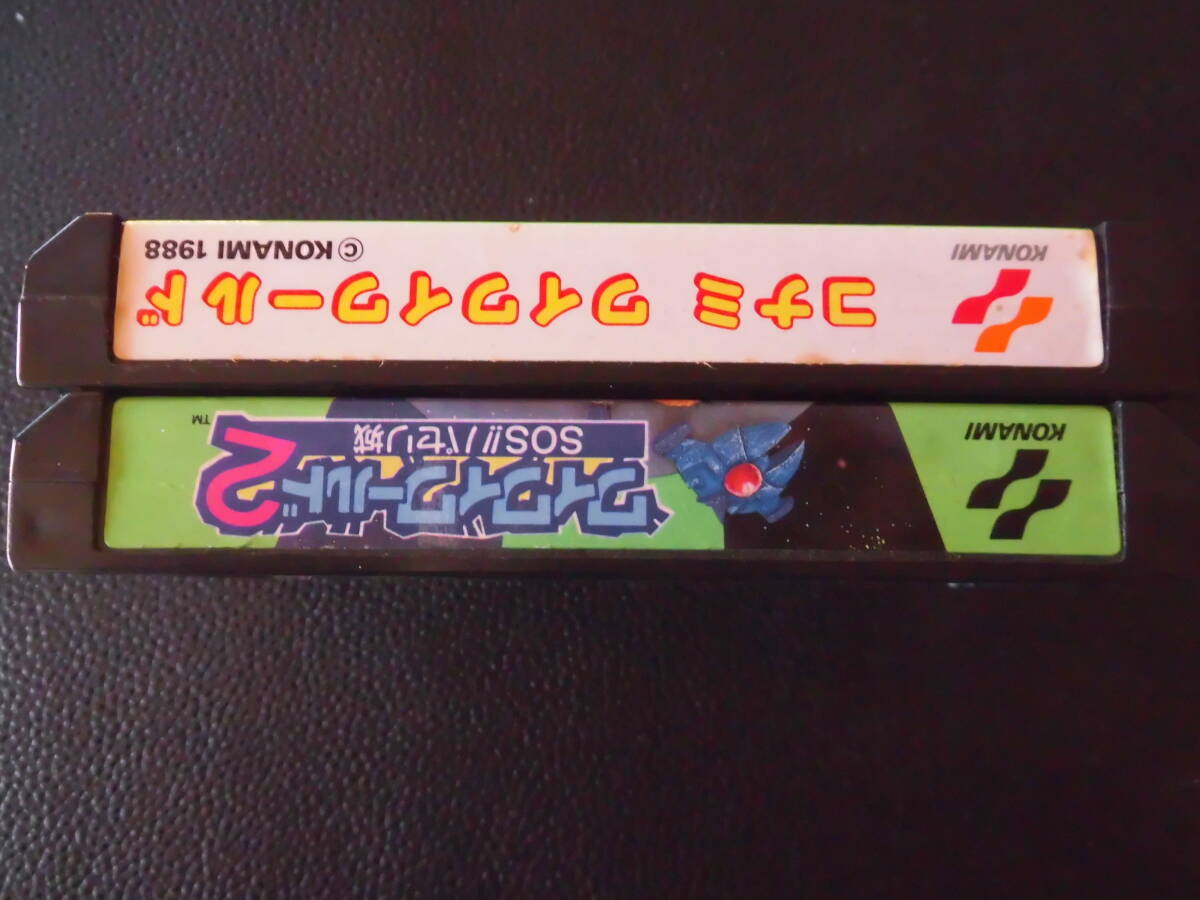 KONAMI
ワイワイワールド2
SOS!!パセリ城
TM
KONAMI
コナミ ワイワイワールド
© KONAMI 1988